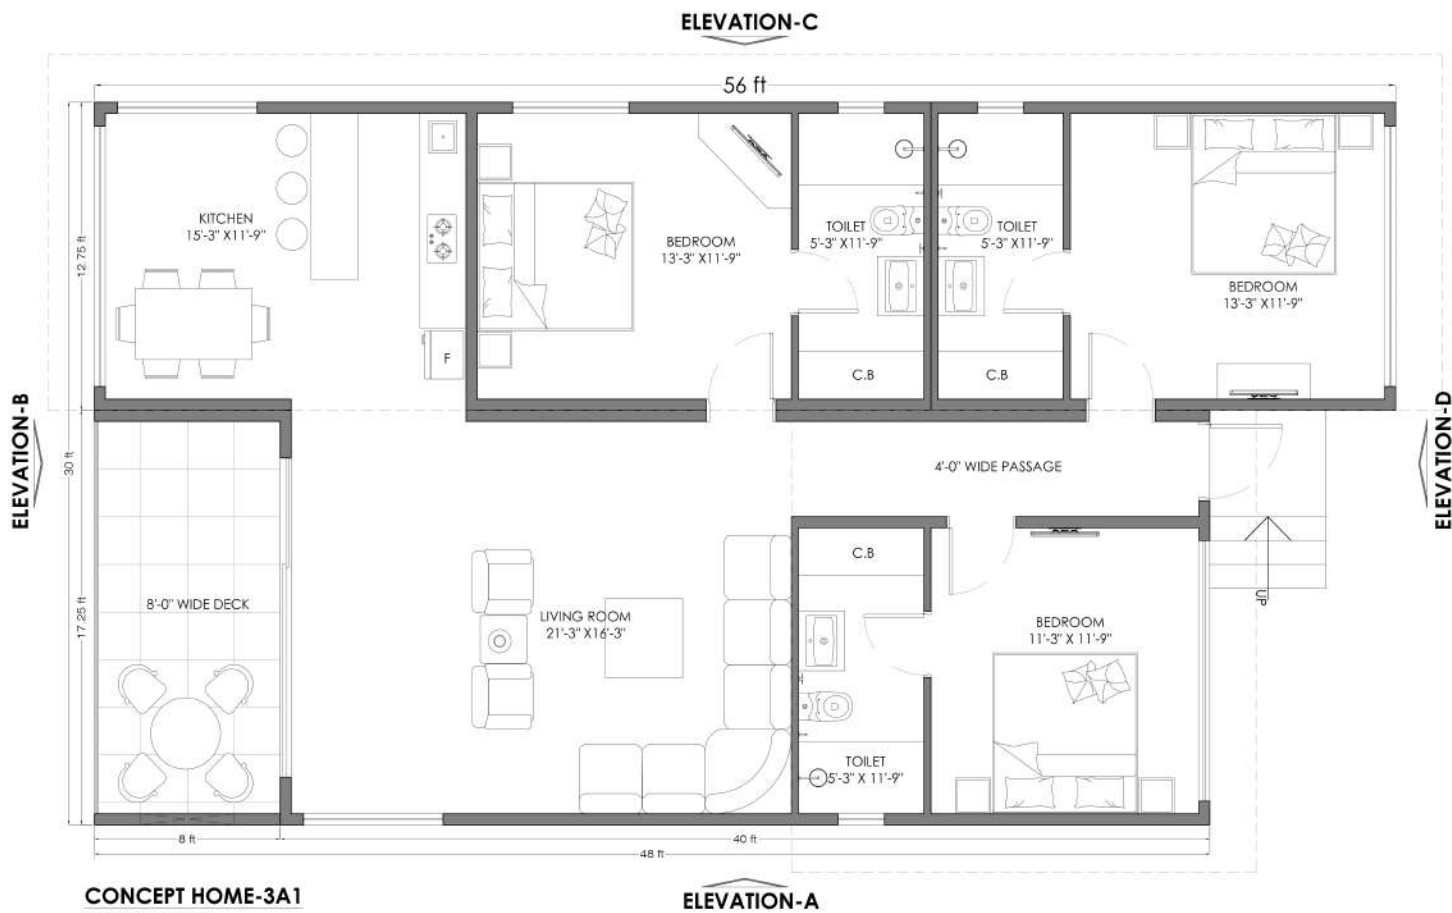 ELEVATION-C
56 ft
KITCHEN
15'-3" X11'-9"
BEDROOM
13'-3" X11'-9"
TOILET
5'-3" X11'-9"
TOILET
5'-3" X11'-9"
BEDROOM
13'-3" X11'-9"
12.75 ft
F
C.B
C.B
ELEVATION-B
30 ft
ELEVATION-D
4'-0" WIDE PASSAGE
C.B
8'-0" WIDE DECK
17.25 ft
LIVING ROOM
21'-3" X16'-3"
BEDROOM
11'-3" X 11'-9"
UP
TOILET
5'-3" X 11'-9"
8 ft
40 ft
48 ft
CONCEPT HOME-3A1
ELEVATION-A